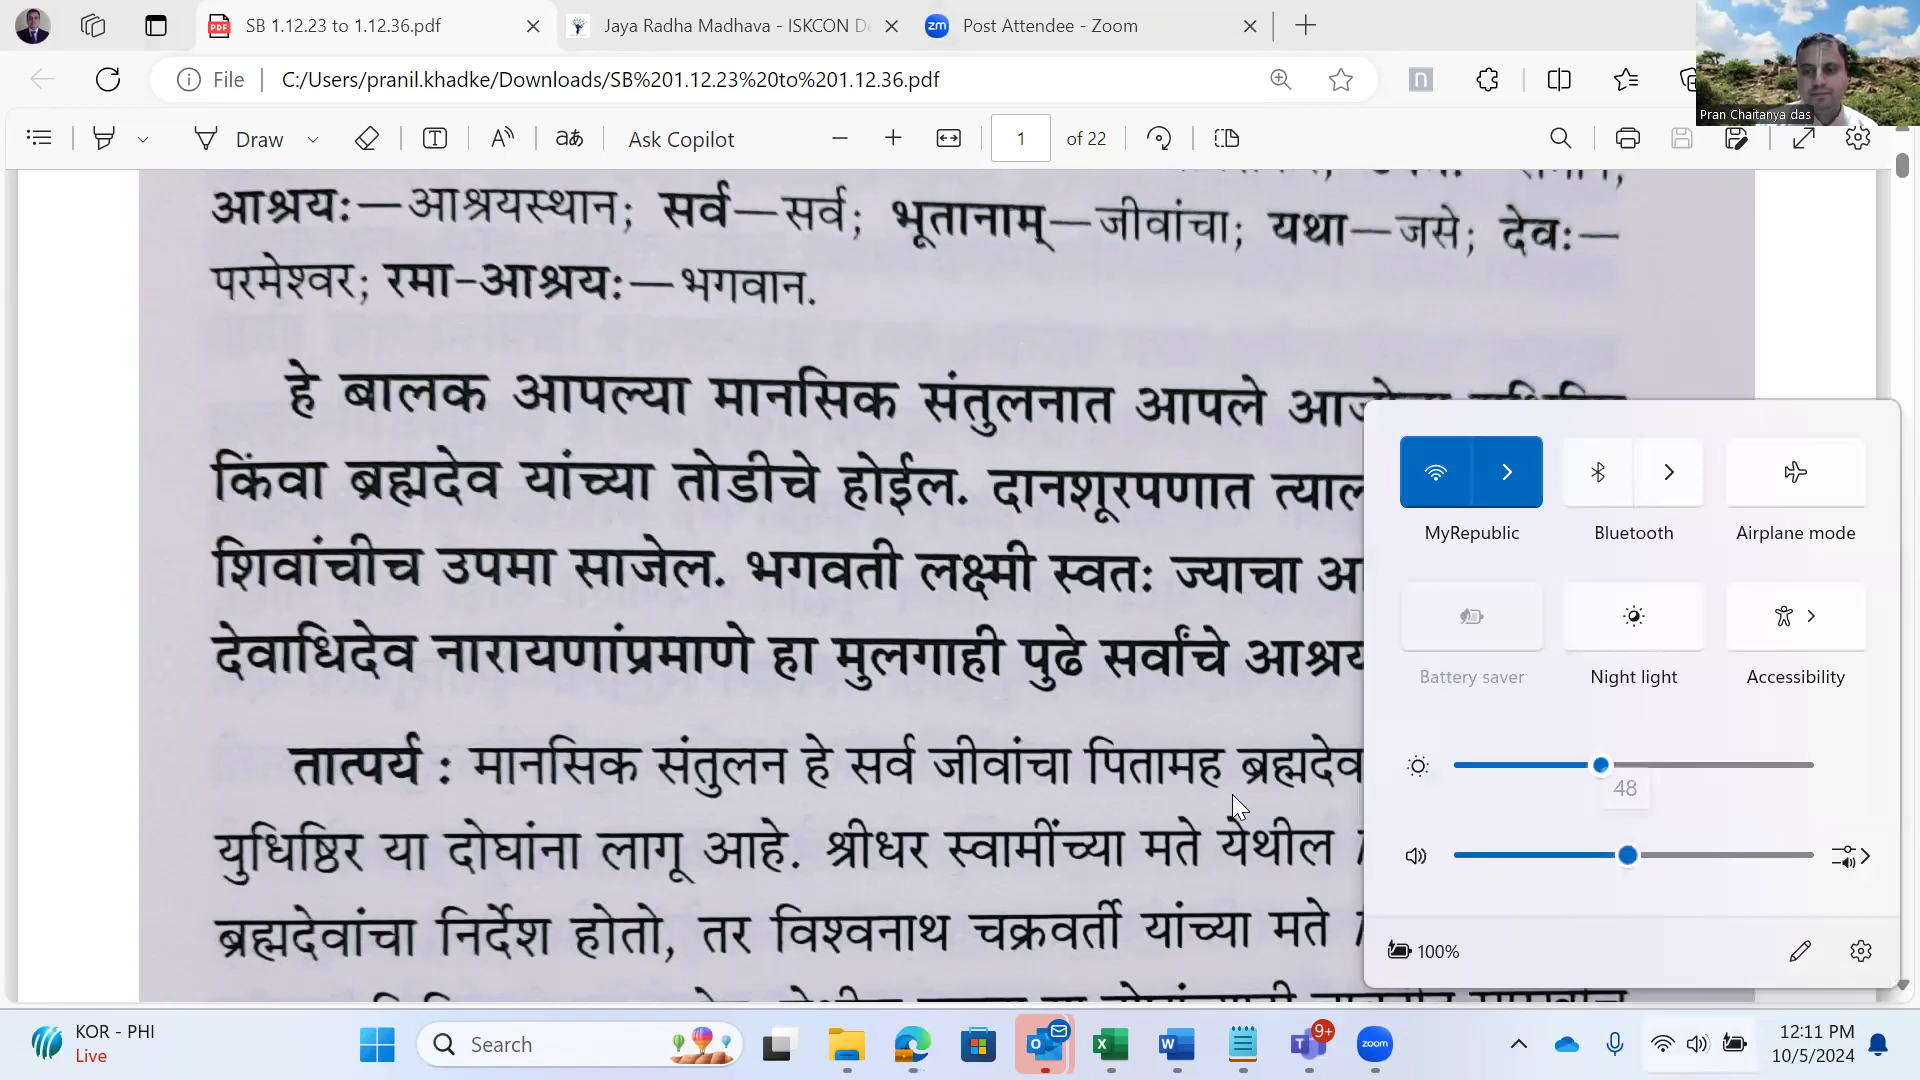 SB 1.12.23 to 1.12.36.pdf
Jaya Radha Madhava - ISKCON De
zm Post Attendee - Zoom
File C:/Users/pranil.khadke/Downloads/SB%201.12.23%20to%201.12.36.pdf
Pran Chaitanya das
Draw Ask Copilot 1 of 22
आश्रयः—आश्रयस्थान; सर्व—सर्व; भूतानाम्—जीवांचा; यथा—जसे; देवः—
परमेश्वर; रमा-आश्रयः—भगवान.
हे बालक आपल्या मानसिक संतुलनात आपले
किंवा ब्रह्मदेव यांच्या तोडीचे होईल. दानशूरपणात
शिवांचीच उपमा साजेल. भगवती लक्ष्मी स्वतः ज्याचा
देवाधिदेव नारायणांप्रमाणे हा मुलगाही पुढे सर्वांचे
तात्पर्य : मानसिक संतुलन हे सर्व जीवांचा पितामह ब्रह्मदेव
युधिष्ठिर या दोघांना लागू आहे. श्रीधर स्वामींच्या मते येथील
ब्रह्मदेवांचा निर्देश होतो, तर विश्वनाथ चक्रवर्ती यांच्या मते
MyRepublic Bluetooth Airplane mode
Battery saver Night light Accessibility
48
100%
KOR - PHI
Live
Search
9+
zoom
12:11 PM
10/5/2024